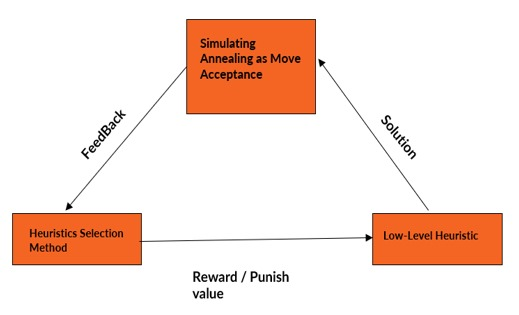 Simulating
Annealing as Move
Acceptance
FeedBack
Solution
Heuristics Selection
Method
Low-Level Heuristic
Reward / Punish
value